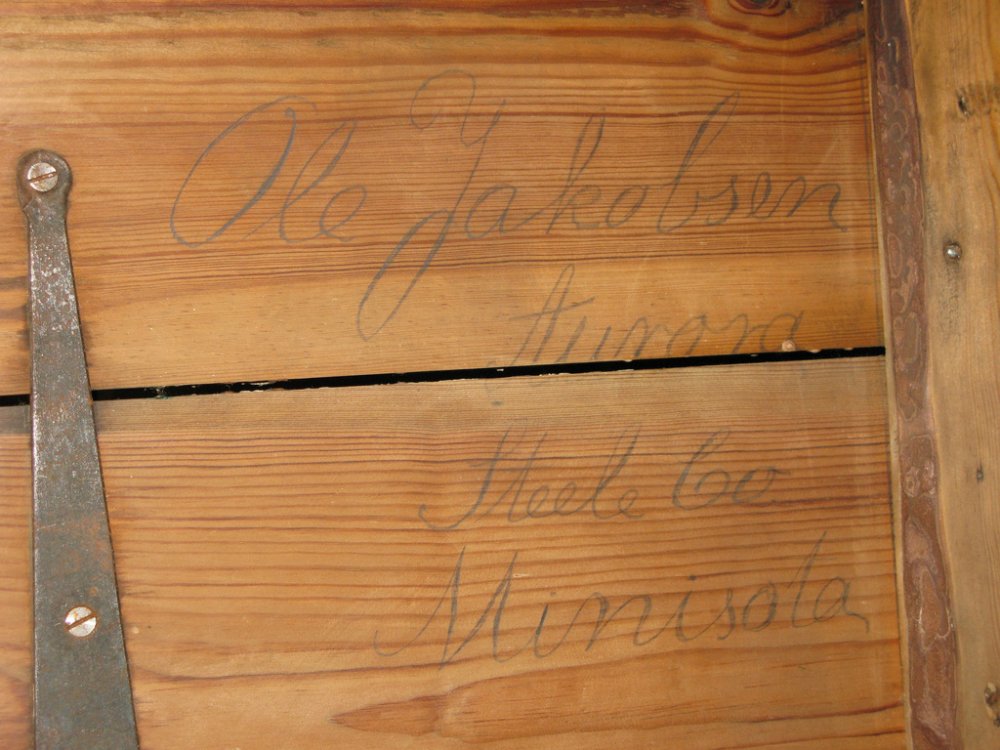 Ole Jakobsen
Aurora
Steele Co
Minisota